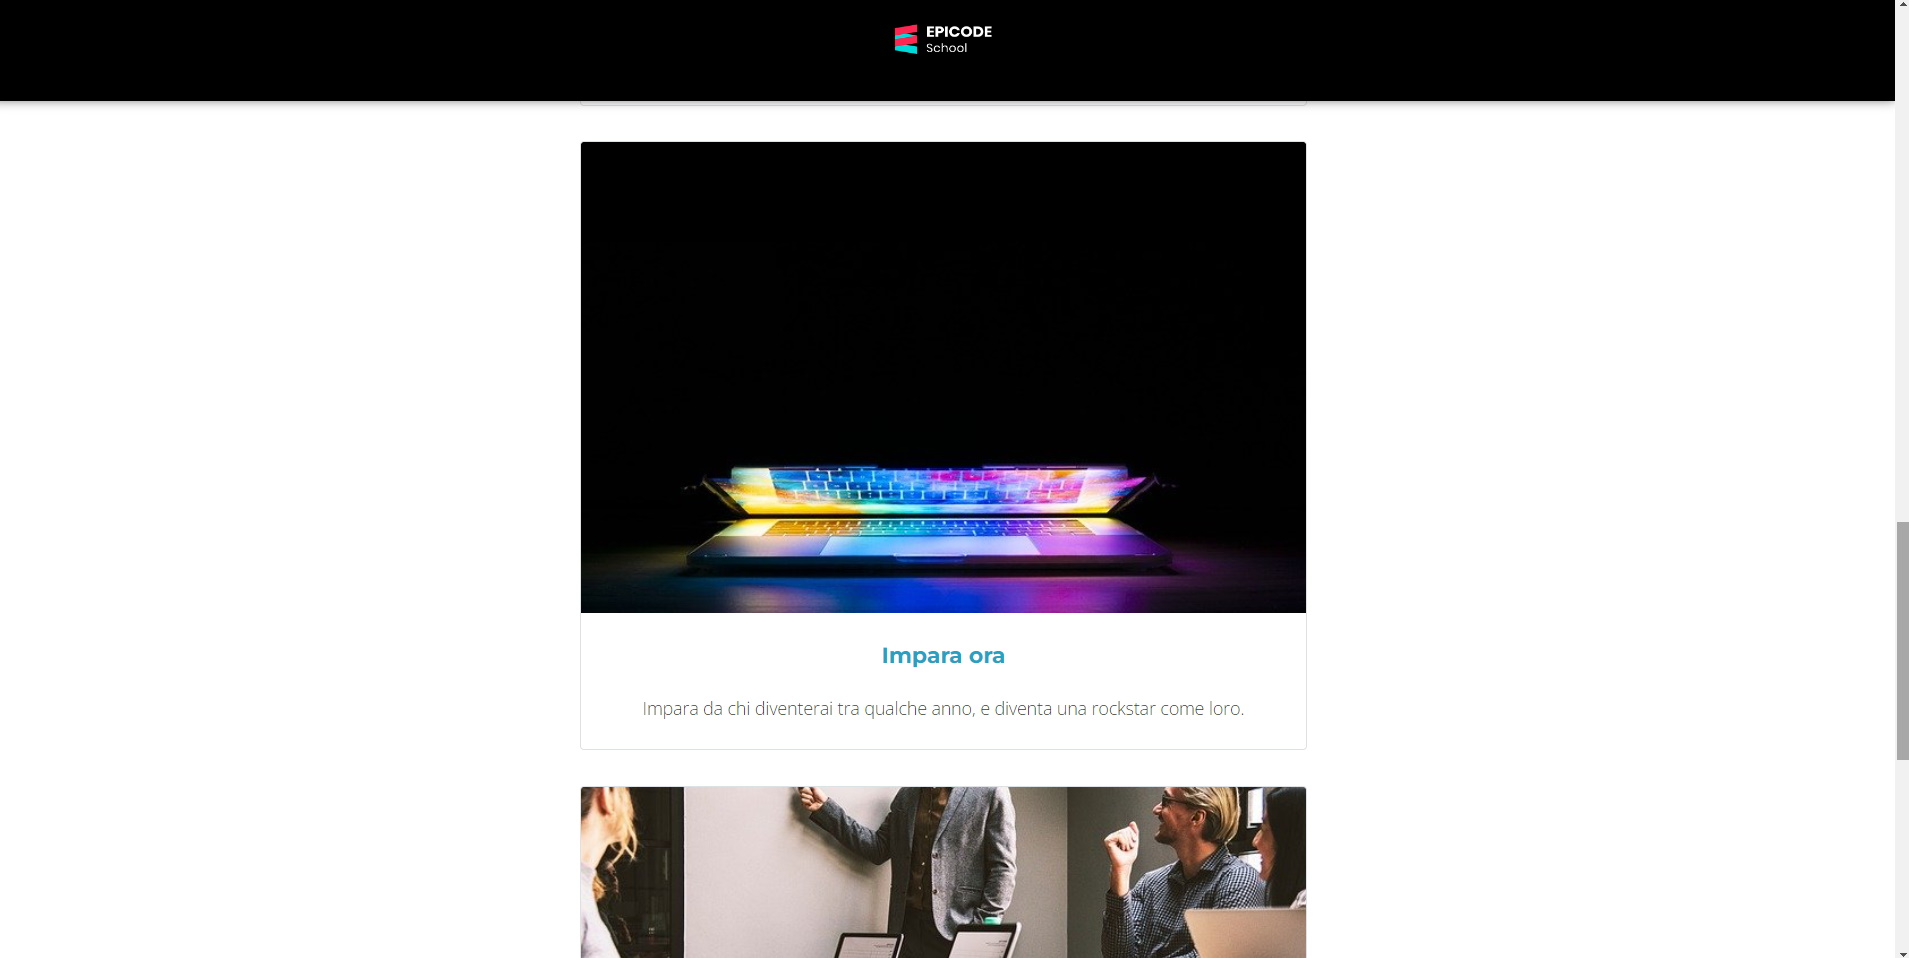 EPICODE
School
Impara ora
Impara da chi diventerai tra qualche anno, e diventa una rockstar come loro.